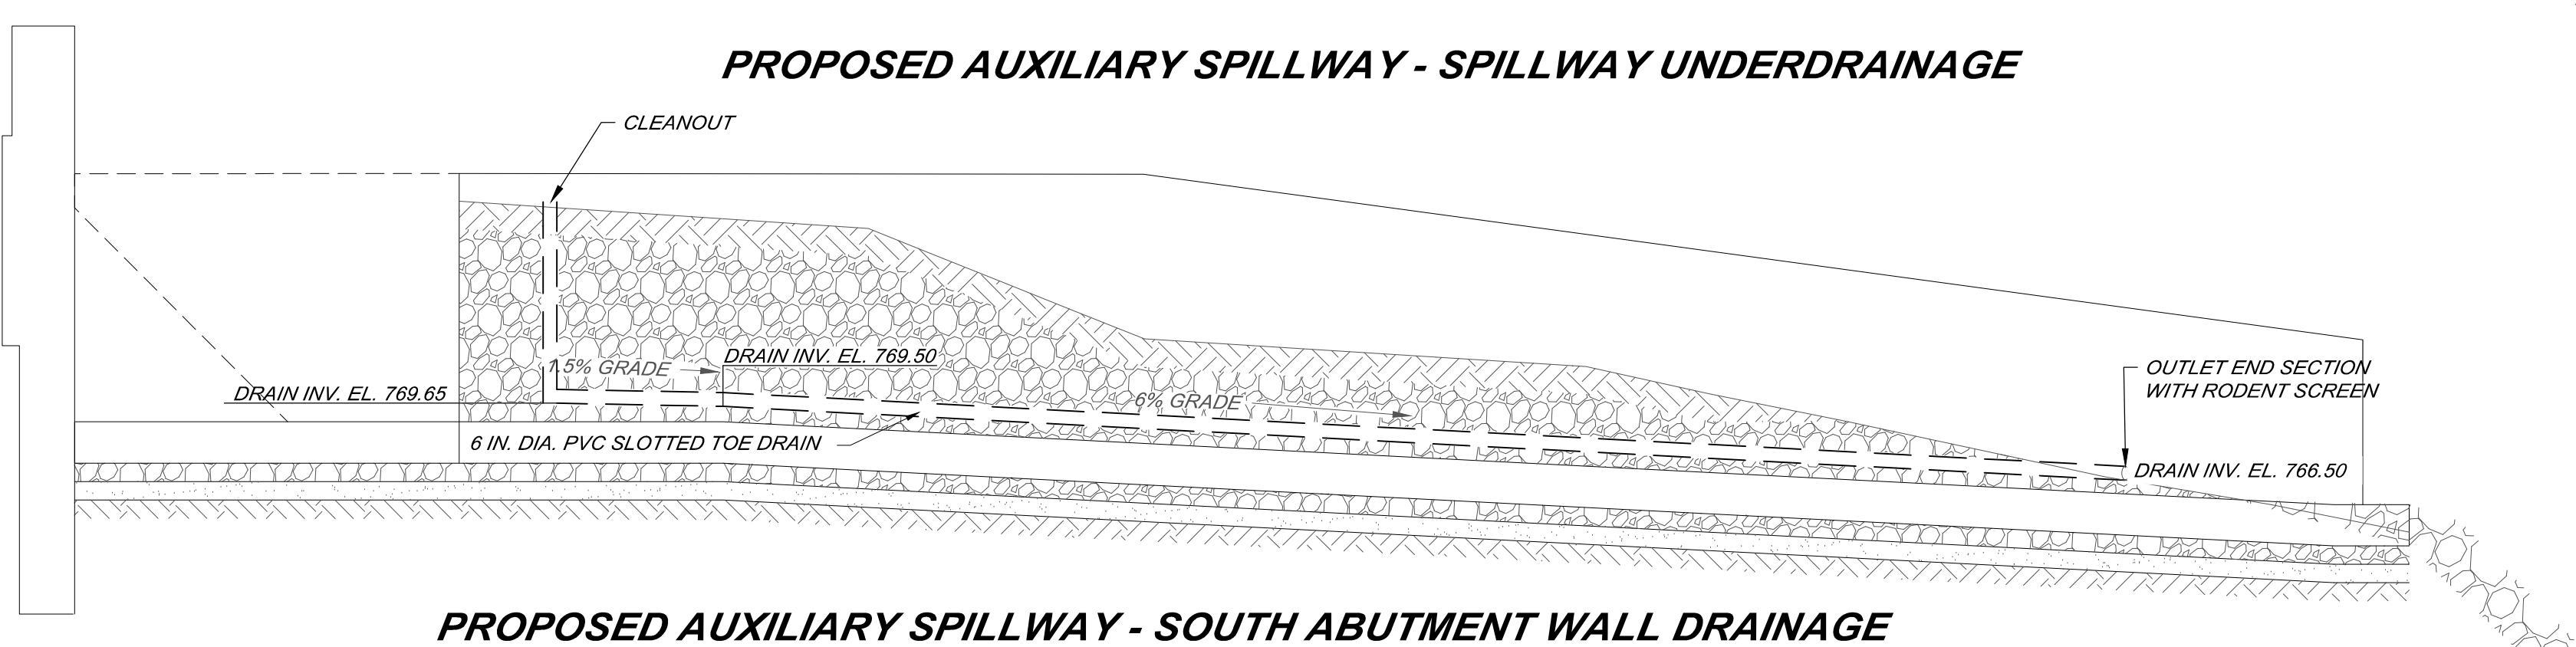 PROPOSED AUXILIARY SPILLWAY - SPILLWAY UNDERDRAINAGE
CLEANOUT
DRAIN INV. EL. 769.50
1.5% GRADE
OUTLET END SECTION
WITH RODENT SCREEN
DRAIN INV. EL. 769.65
6% GRADE
6 IN. DIA. PVC SLOTTED TOE DRAIN
DRAIN INV. EL. 766.50
PROPOSED AUXILIARY SPILLWAY - SOUTH ABUTMENT WALL DRAINAGE